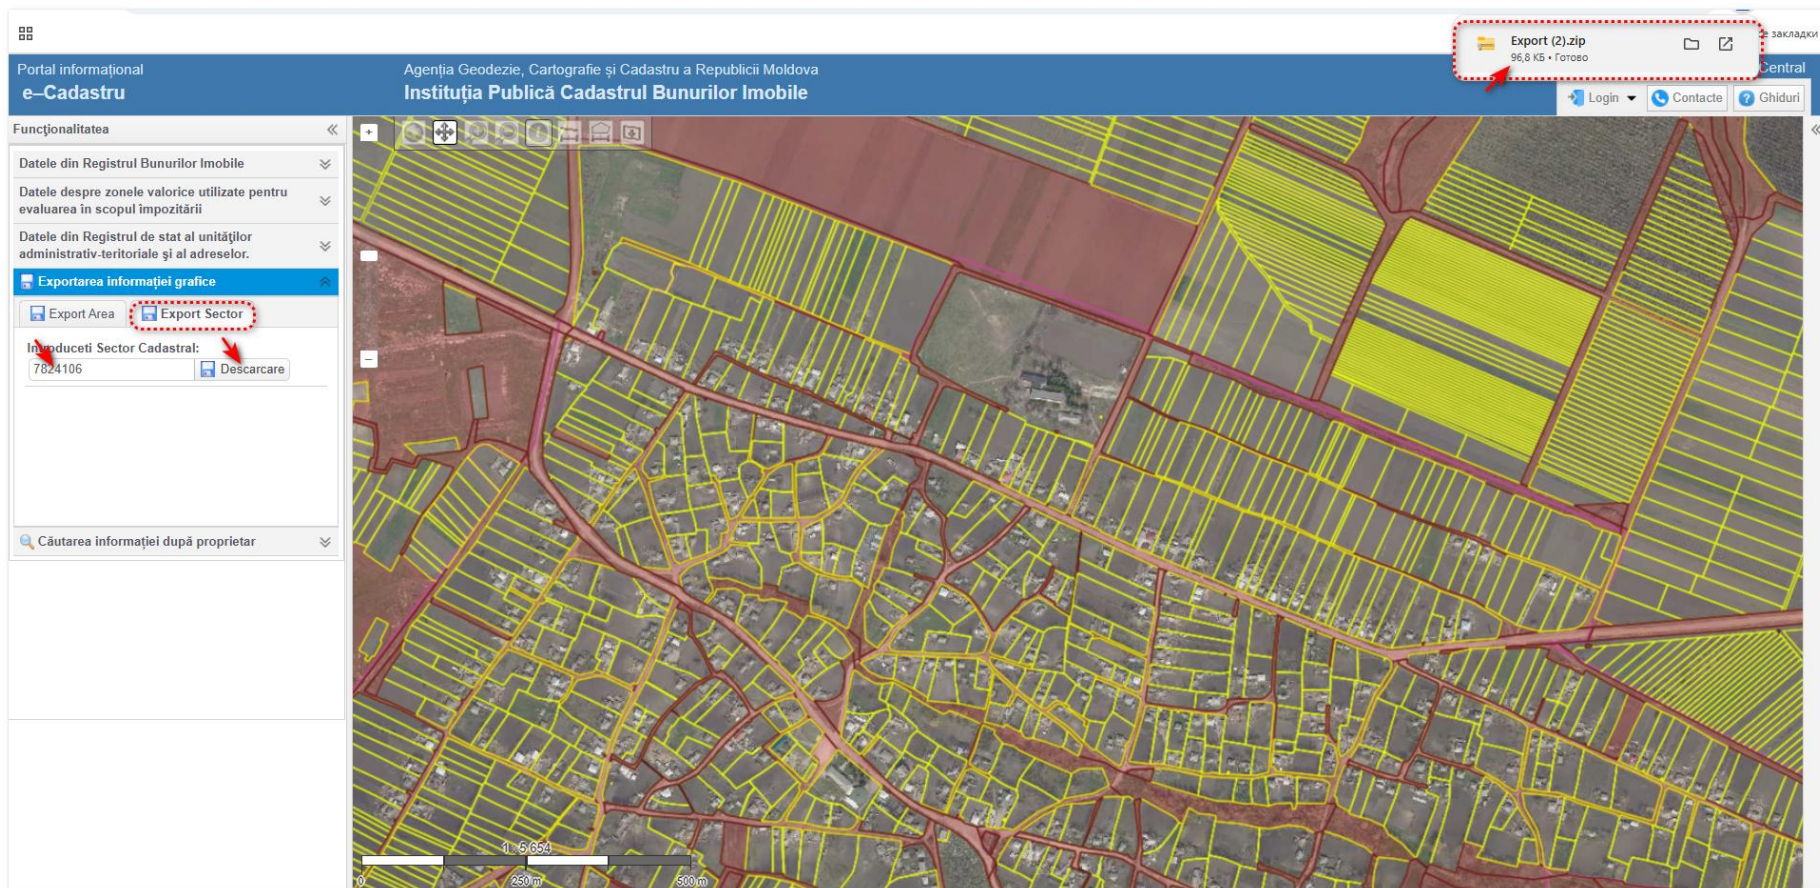 Export (2).zip
96,8 КБ • Готово
е закладки
Portal informațional
e–Cadastru
Agenția Geodezie, Cartografie și Cadastru a Republicii Moldova
Instituția Publică Cadastrul Bunurilor Imobile
Central
Login
Contacte
Ghiduri
Funcţionalitatea
Datele din Registrul Bunurilor Imobile
Datele despre zonele valorice utilizate pentru
evaluarea în scopul impozitării
Datele din Registrul de stat al unităţilor
administrativ-teritoriale şi al adreselor.
Exportarea informației grafice
Export Area
Export Sector
Introduceti Sector Cadastral:
7824106
Descarcare
Căutarea informației după proprietar
1 : 5 654
0
250 m
500 m